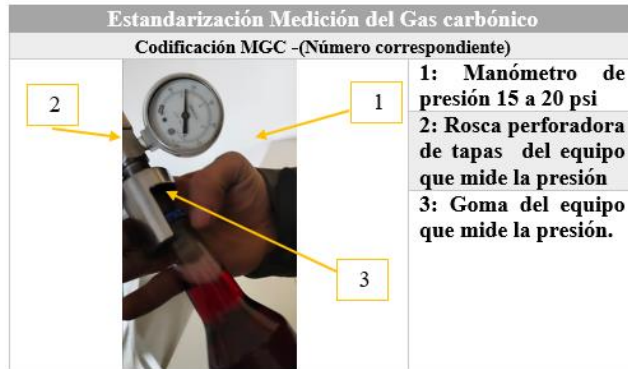 Estandarización Medición del Gas carbónico
Codificación MGC -(Número correspondiente)
2
1
3
1: Manómetro de
presión 15 a 20 psi
2: Rosca perforadora
de tapas del equipo
que mide la presión
3: Goma del equipo
que mide la presión.